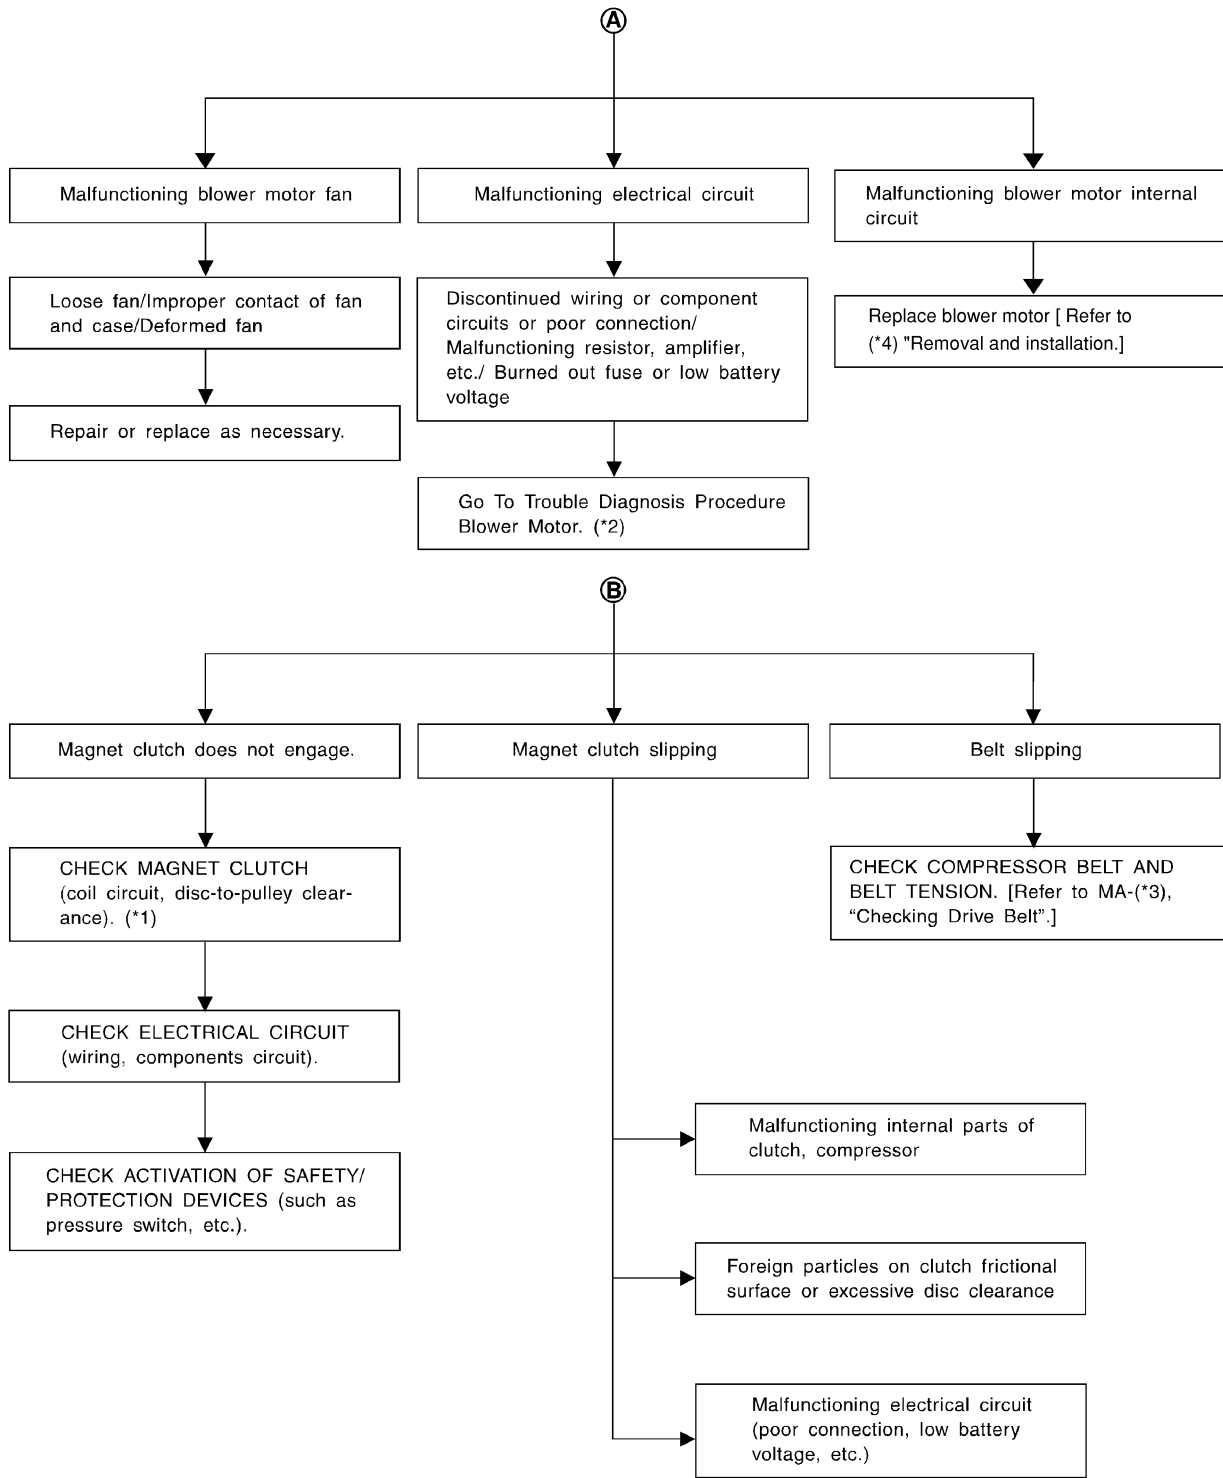 A
Malfunctioning blower motor fan
Malfunctioning electrical circuit
Malfunctioning blower motor internal
circuit
Loose fan/Improper contact of fan
and case/Deformed fan
Discontinued wiring or component
circuits or poor connection/
Malfunctioning resistor, amplifier,
etc./ Burned out fuse or low battery
voltage
Replace blower motor [ Refer to
(*4) "Removal and installation.]
Repair or replace as necessary.
Go To Trouble Diagnosis Procedure
Blower Motor. (*2)
B
Magnet clutch does not engage.
Magnet clutch slipping
Belt slipping
CHECK MAGNET CLUTCH
(coil circuit, disc-to-pulley clear-
ance). (*1)
CHECK COMPRESSOR BELT AND
BELT TENSION. [Refer to MA-(*3),
“Checking Drive Belt”.]
CHECK ELECTRICAL CIRCUIT
(wiring, components circuit).
CHECK ACTIVATION OF SAFETY/
PROTECTION DEVICES (such as
pressure switch, etc.).
Malfunctioning internal parts of
clutch, compressor
Foreign particles on clutch frictional
surface or excessive disc clearance
Malfunctioning electrical circuit
(poor connection, low battery
voltage, etc.)